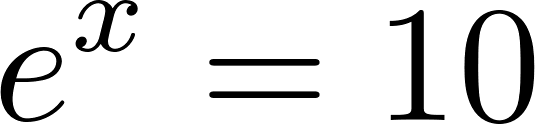 e^x = 10